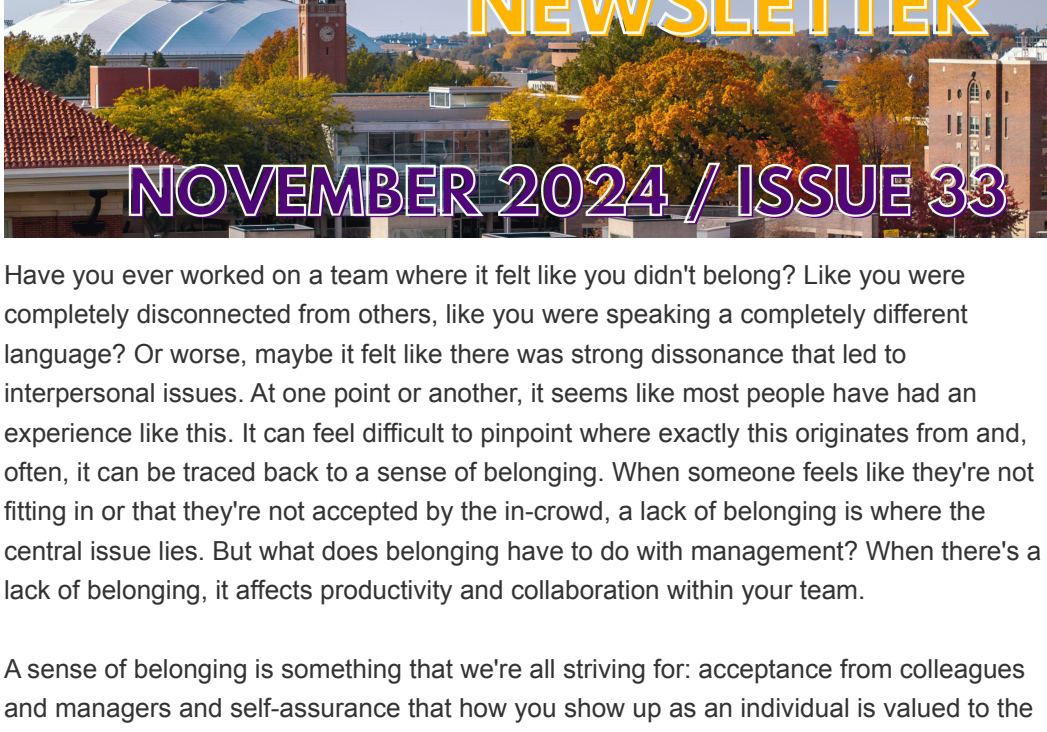 NEWSLETTER
NOVEMBER 2024 / ISSUE 33
Have you ever worked on a team where it felt like you didn't belong? Like you were
completely disconnected from others, like you were speaking a completely different
language? Or worse, maybe it felt like there was strong dissonance that led to
interpersonal issues. At one point or another, it seems like most people have had an
experience like this. It can feel difficult to pinpoint where exactly this originates from and,
often, it can be traced back to a sense of belonging. When someone feels like they're not
fitting in or that they're not accepted by the in-crowd, a lack of belonging is where the
central issue lies. But what does belonging have to do with management? When there's a
lack of belonging, it affects productivity and collaboration within your team.
A sense of belonging is something that we're all striving for: acceptance from colleagues
and managers and self-assurance that how you show up as an individual is valued to the